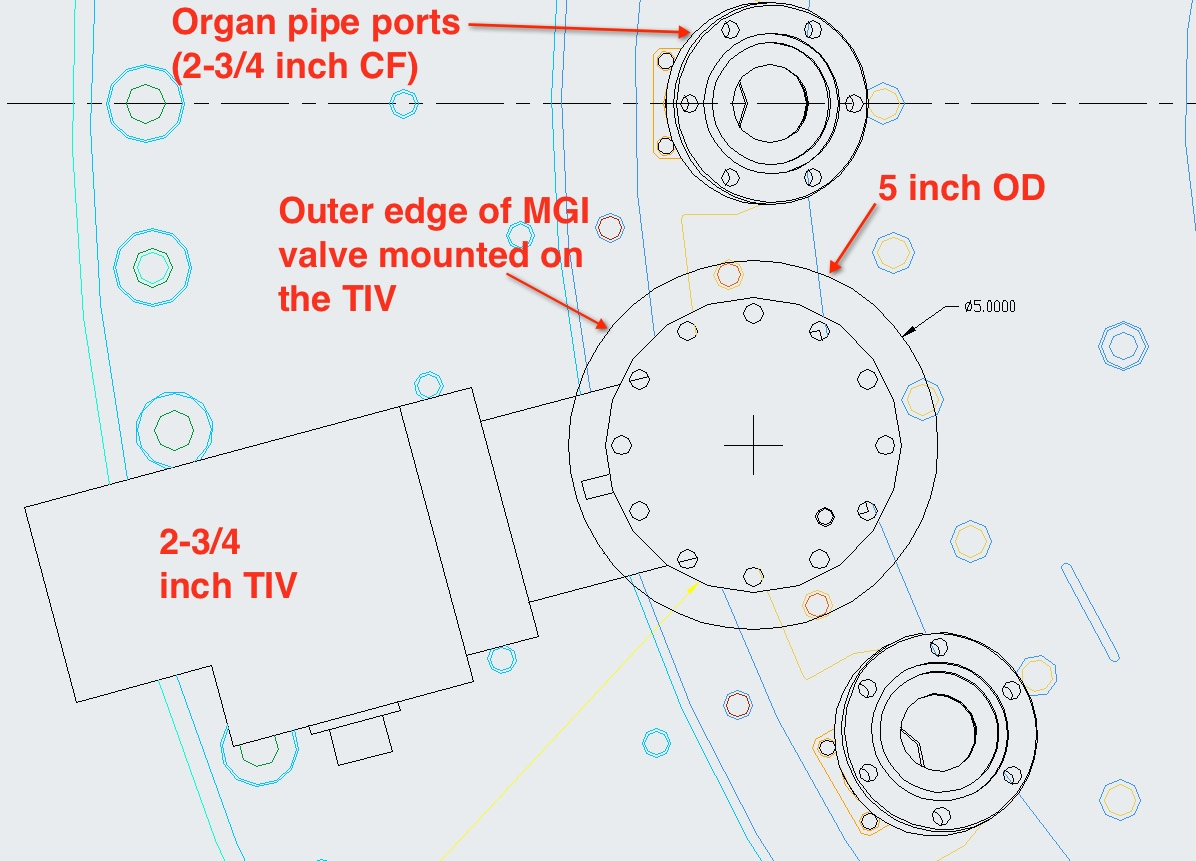 Organ pipe ports
(2-3/4 inch CF)
5 inch OD
Outer edge of MGI
valve mounted on
the TIV
ø5.0000
2-3/4
inch TIV